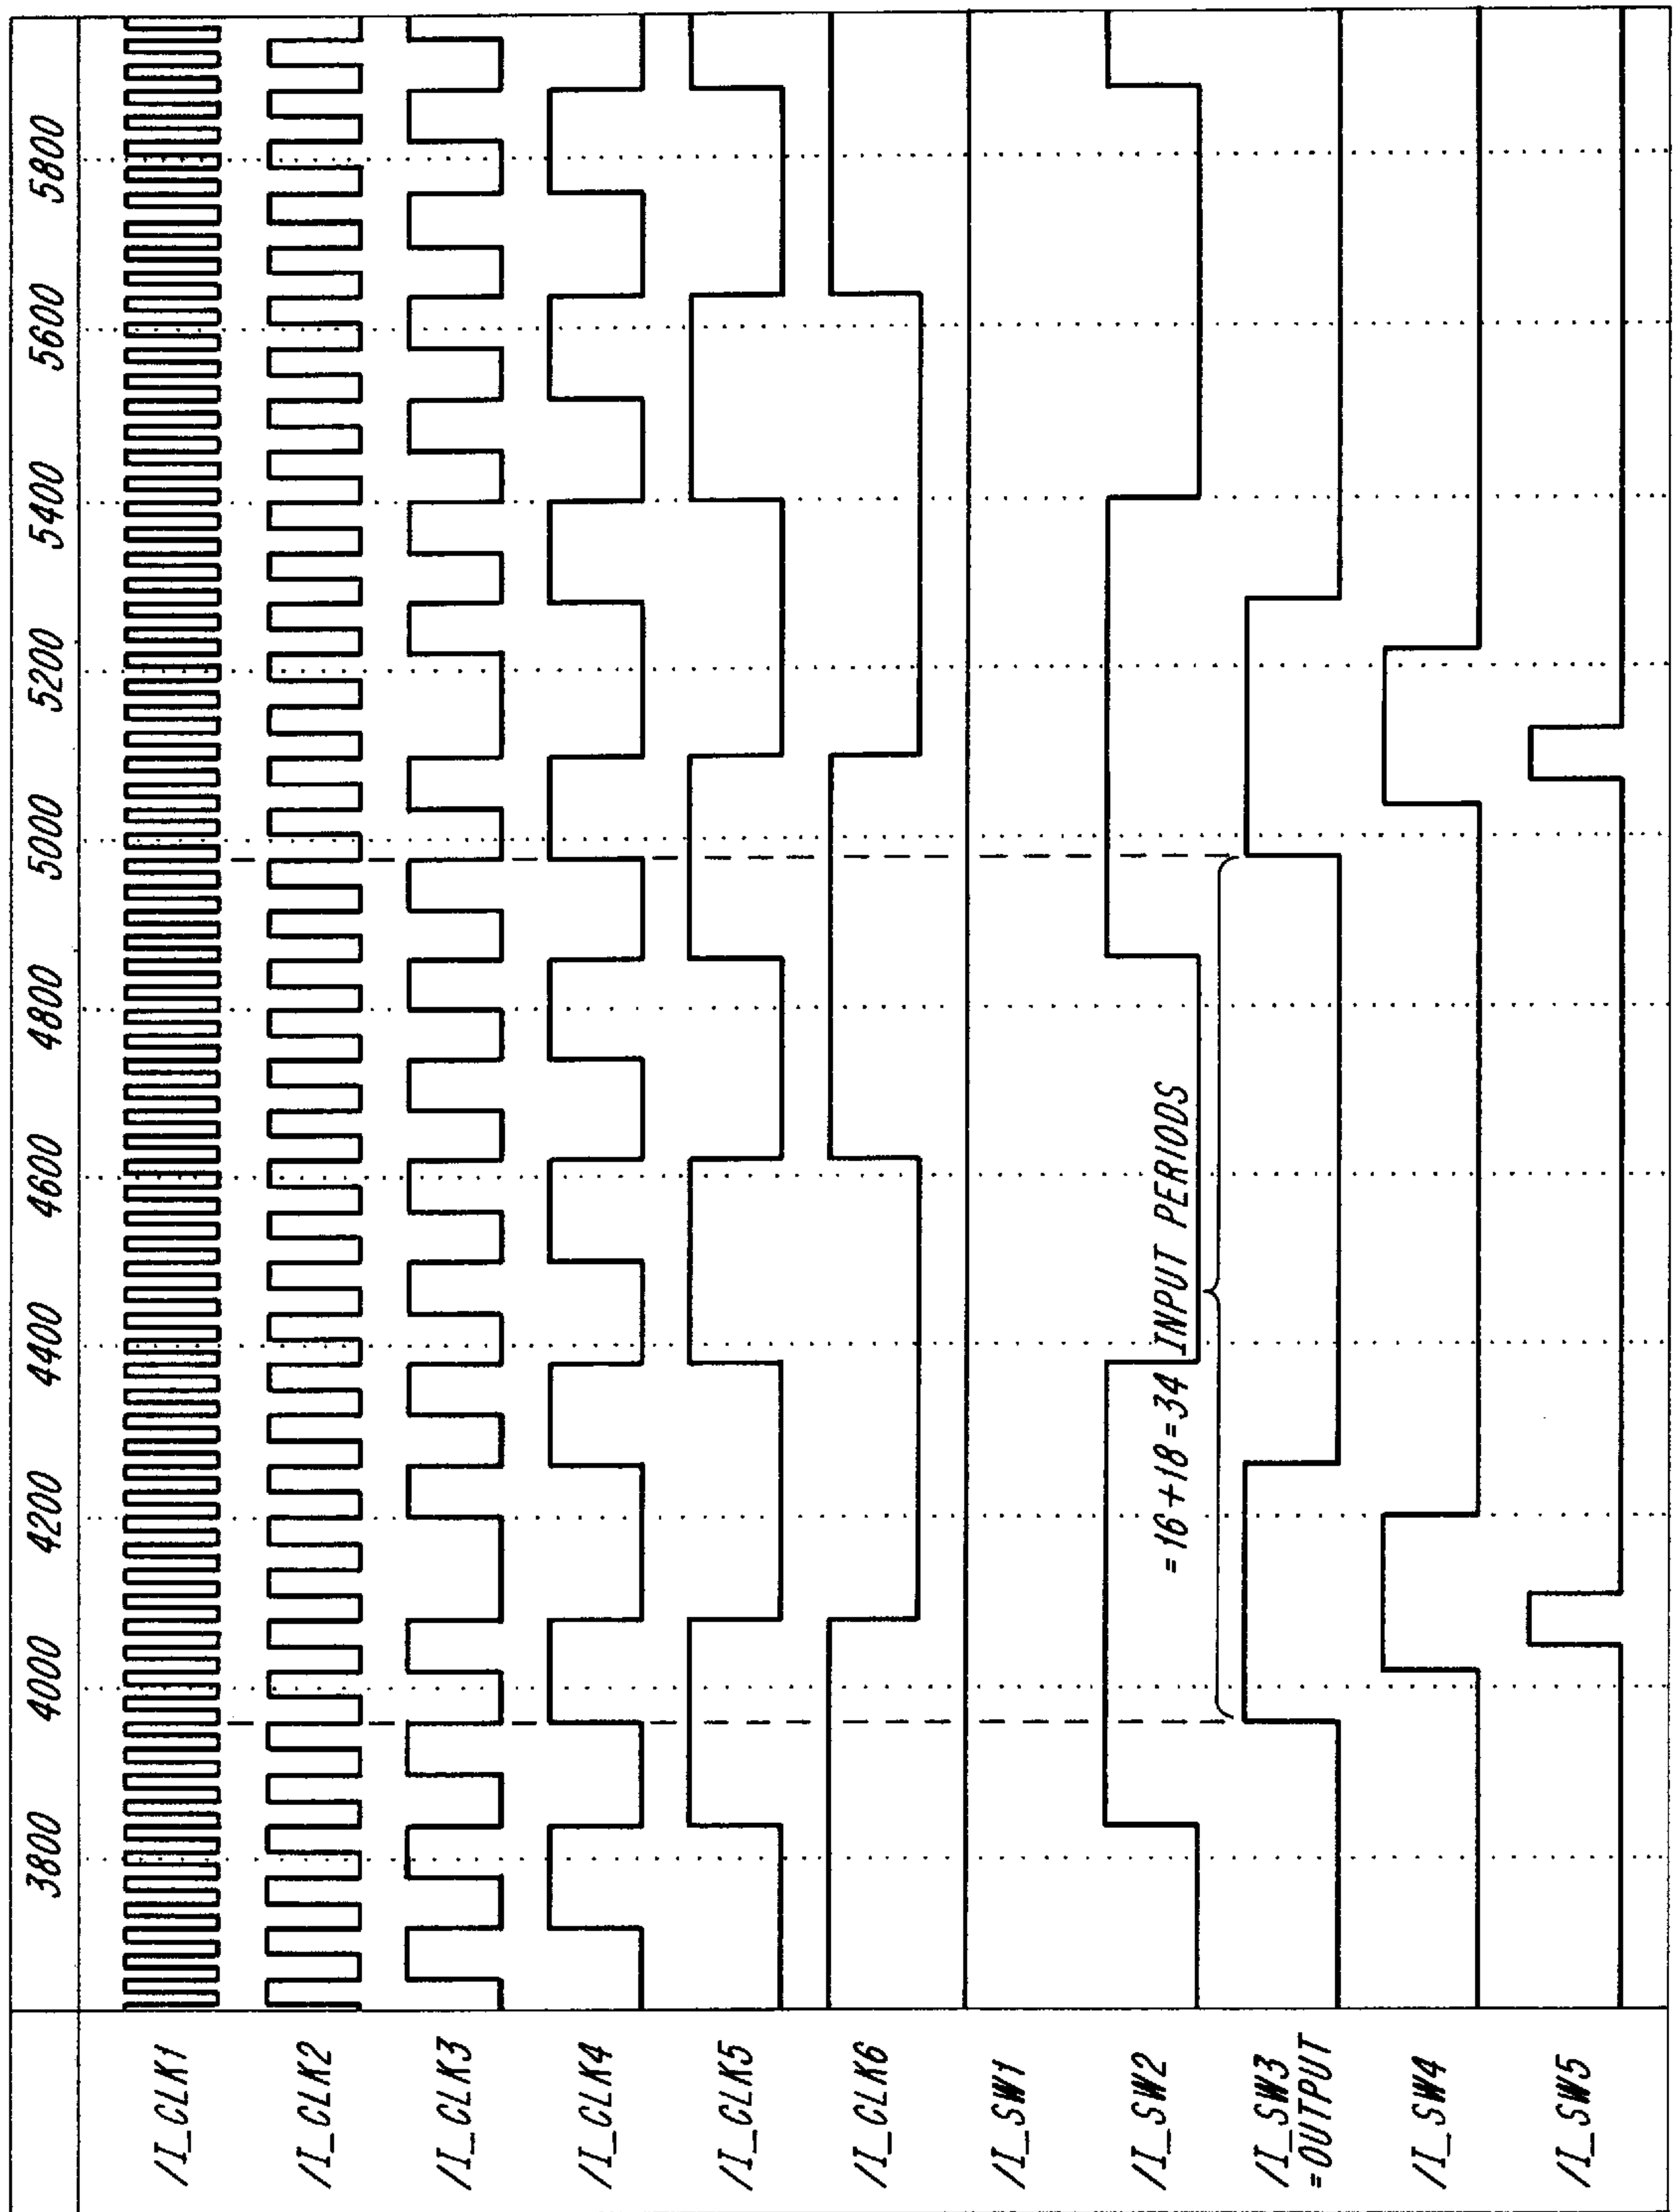 3800 4000 4200 4400 4600 4800 5000 5200 5400 5600 5800
/I_CLK1
/I_CLK2
/I_CLK3
/I_CLK4
/I_CLK5
/I_CLK6
/I_SW1
/I_SW2
=16+18=34 INPUT PERIODS
/I_SW3
=OUTPUT
/I_SW4
/I_SW5